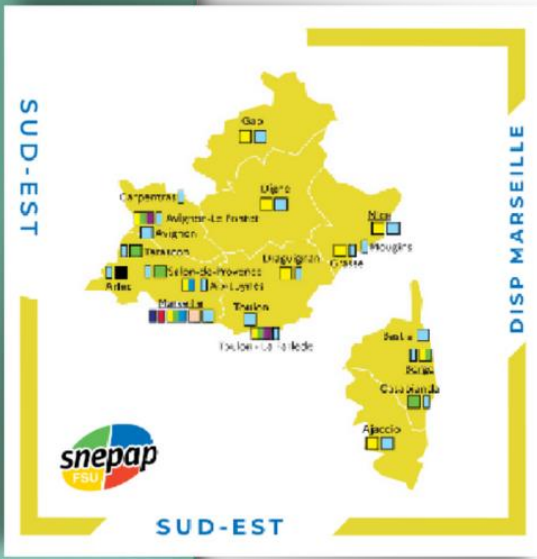 SUD-EST
DISP MARSEILLE
Gap
Digne
Carpentras
Nice
Avignon-Le Pontet
Avignon
Mougins
Tarascon
Draguignan
Grasse
Salon-de-Provence
Arles
Aix-Luynes
Marseille
Toulon
Toulon - La Farlède
Bastia
Borgo
Casabianda
Ajaccio
snepap
FSU
SUD-EST